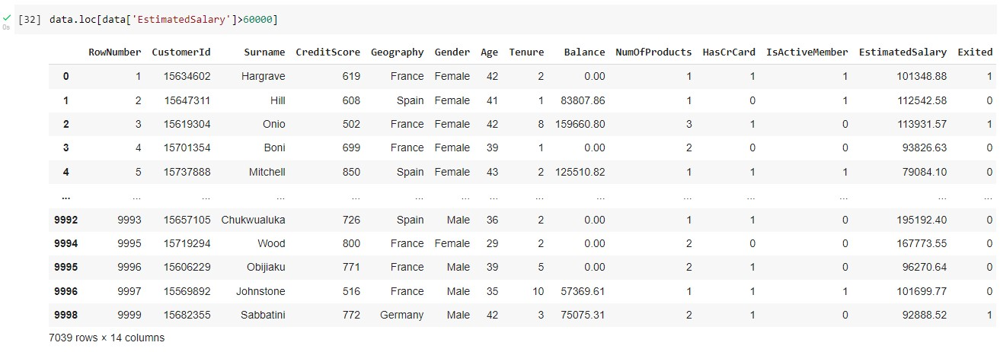 [32] data.loc[data['EstimatedSalary']>60000]
0s
RowNumber CustomerId Surname CreditScore Geography Gender Age Tenure Balance NumOfProducts HasCrCard IsActiveMember EstimatedSalary Exited
0 1 15634602 Hargrave 619 France Female 42 2 0.00 1 1 1 101348.88 1
1 2 15647311 Hill 608 Spain Female 41 1 83807.86 1 0 1 112542.58 0
2 3 15619304 Onio 502 France Female 42 8 159660.80 3 1 0 113931.57 1
3 4 15701354 Boni 699 France Female 39 1 0.00 2 0 0 93826.63 0
4 5 15737888 Mitchell 850 Spain Female 43 2 125510.82 1 1 1 79084.10 0
... ... ... ... ... ... ... ... ... ... ... ... ... ... ...
9992 9993 15657105 Chukwualuka 726 Spain Male 36 2 0.00 1 1 0 195192.40 0
9994 9995 15719294 Wood 800 France Female 29 2 0.00 2 0 0 167773.55 0
9995 9996 15606229 Obijiaku 771 France Male 39 5 0.00 2 1 0 96270.64 0
9996 9997 15569892 Johnstone 516 France Male 35 10 57369.61 1 1 1 101699.77 0
9998 9999 15682355 Sabbatini 772 Germany Male 42 3 75075.31 2 1 0 92888.52 1
7039 rows × 14 columns